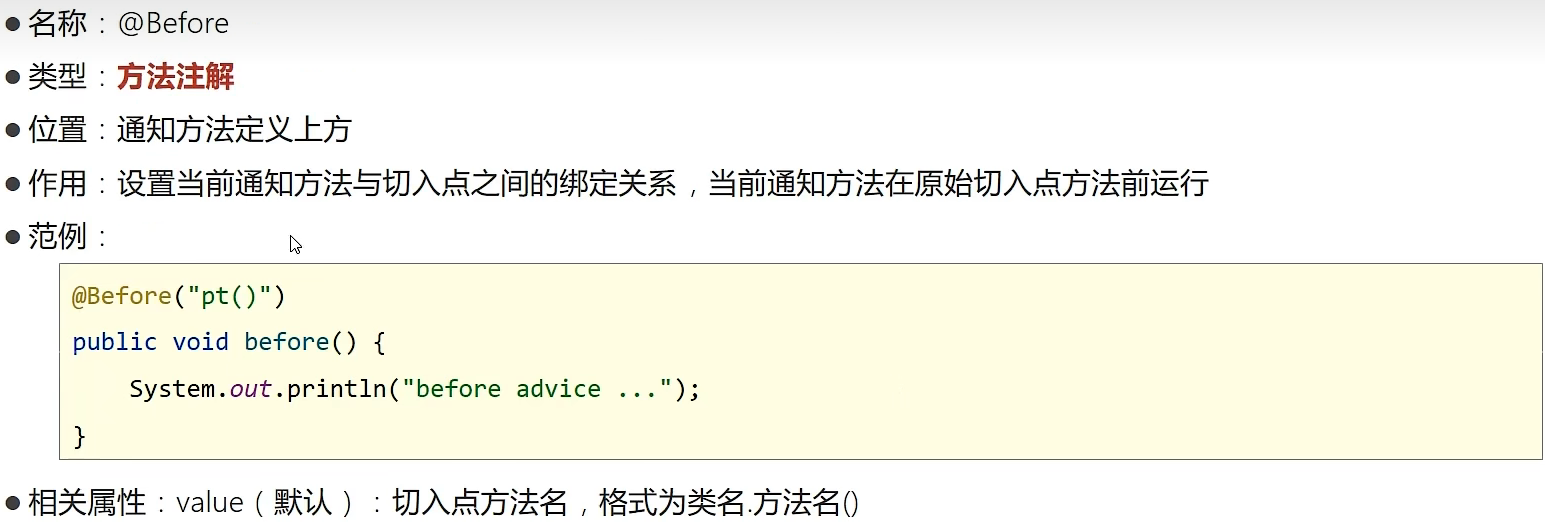 ● 名称：@Before
● 类型：方法注解
● 位置：通知方法定义上方
● 作用：设置当前通知方法与切入点之间的绑定关系，当前通知方法在原始切入点方法前运行
● 范例：
@Before("pt()")
public void before() {
    System.out.println("before advice ...");
}
● 相关属性：value（默认）：切入点方法名，格式为类名.方法名()